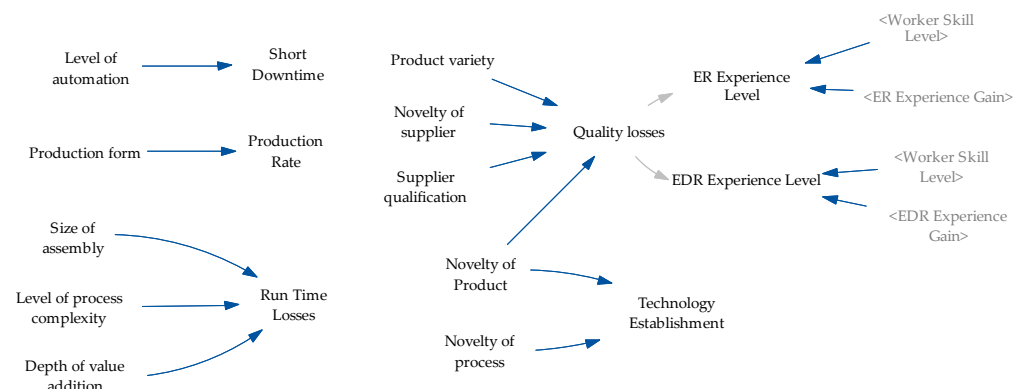 Level of
automation
Short
Downtime
Production form
Production
Rate
Size of
assembly
Level of process
complexity
Depth of value
addition
Run Time
Losses
Product variety
Novelty of
supplier
Supplier
qualification
Quality losses
Novelty of
Product
Novelty of
process
Technology
Establishment
ER Experience
Level
EDR Experience Level
<Worker Skill
Level>
<ER Experience Gain>
<Worker Skill
Level>
<EDR Experience
Gain>